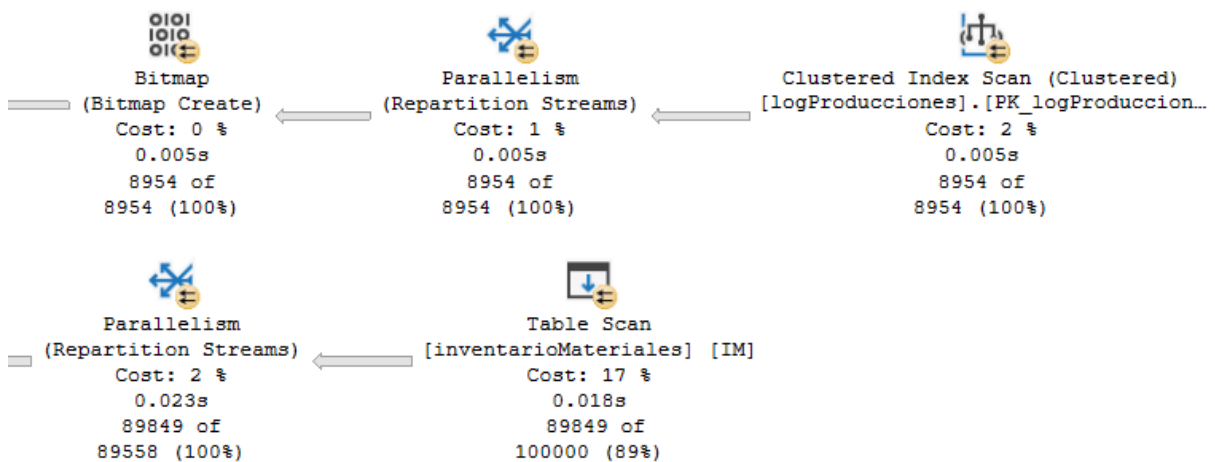 0101
1010
Bitmap
(Bitmap Create)
Cost: 0 %
0.005s
8954 of
8954 (100%)
Parallelism
(Repartition Streams)
Cost: 1 %
0.005s
8954 of
8954 (100%)
Clustered Index Scan (Clustered)
[logProducciones].[PK_logProduccion…
Cost: 2 %
0.005s
8954 of
8954 (100%)
Parallelism
(Repartition Streams)
Cost: 2 %
0.023s
89849 of
89558 (100%)
Table Scan
[inventarioMateriales] [IM]
Cost: 17 %
0.018s
89849 of
100000 (89%)